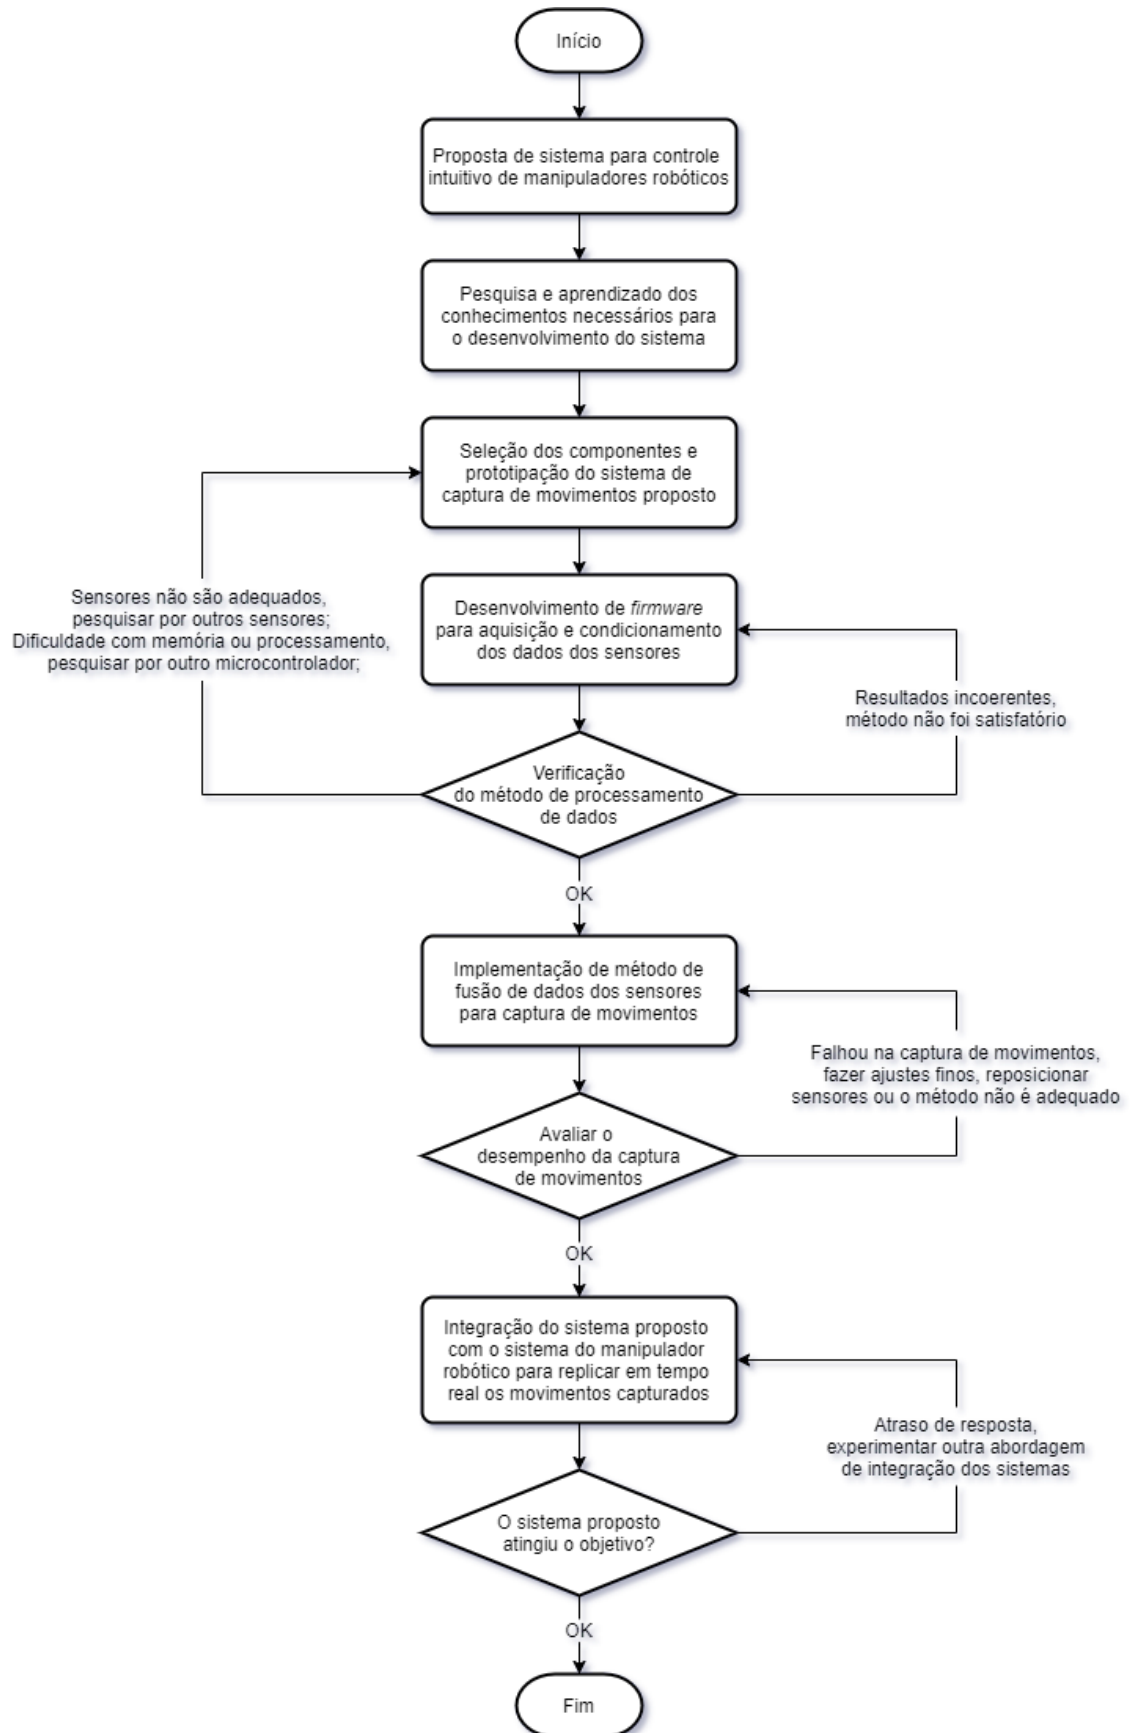 Início
Proposta de sistema para controle
intuitivo de manipuladores robóticos
Pesquisa e aprendizado dos
conhecimentos necessários para
o desenvolvimento do sistema
Seleção dos componentes e
prototipação do sistema de
captura de movimentos proposto
Sensores não são adequados,
pesquisar por outros sensores;
Dificuldade com memória ou processamento,
pesquisar por outro microcontrolador;
Desenvolvimento de firmware
para aquisição e condicionamento
dos dados dos sensores
Resultados incoerentes,
método não foi satisfatório
Verificação
do método de processamento
de dados
OK
Implementação de método de
fusão de dados dos sensores
para captura de movimentos
Falhou na captura de movimentos,
fazer ajustes finos, reposicionar
sensores ou o método não é adequado
Avaliar o
desempenho da captura
de movimentos
OK
Integração do sistema proposto
com o sistema do manipulador
robótico para replicar em tempo
real os movimentos capturados
Atraso de resposta,
experimentar outra abordagem
de integração dos sistemas
O sistema proposto
atingiu o objetivo?
OK
Fim